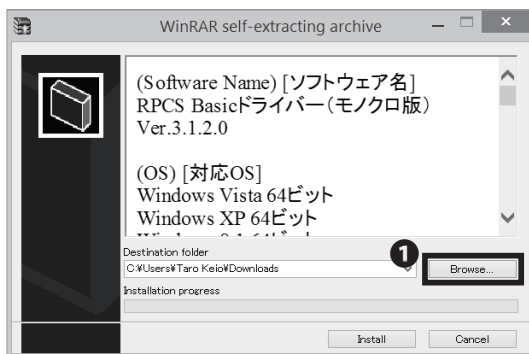 WinRAR self-extracting archive
(Software Name) [ソフトウェア名]
RPCS Basicドライバー(モノクロ版)
Ver.3.1.2.0
(OS) [対応OS]
Windows Vista 64ビット
Windows XP 64ビット
Destination folder
C:¥Users¥Taro Keio¥Downloads
1
Browse...
Installation progress
Install
Cancel